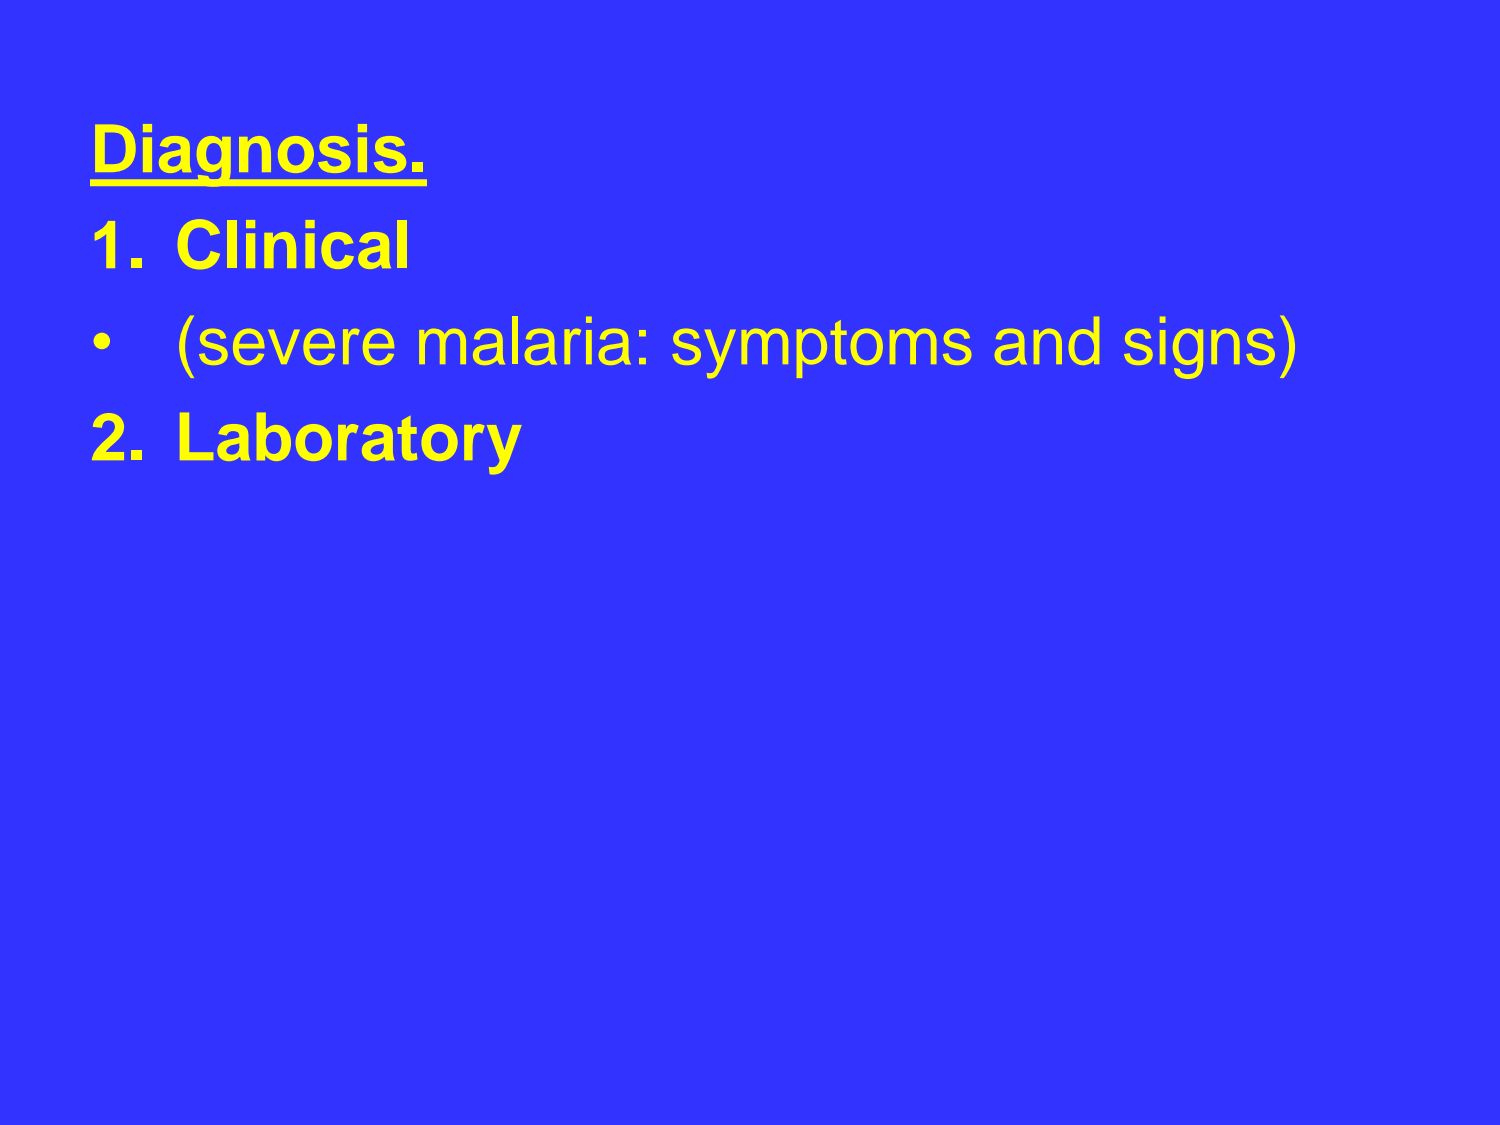 Diagnosis.
1. Clinical
• (severe malaria: symptoms and signs)
2. Laboratory